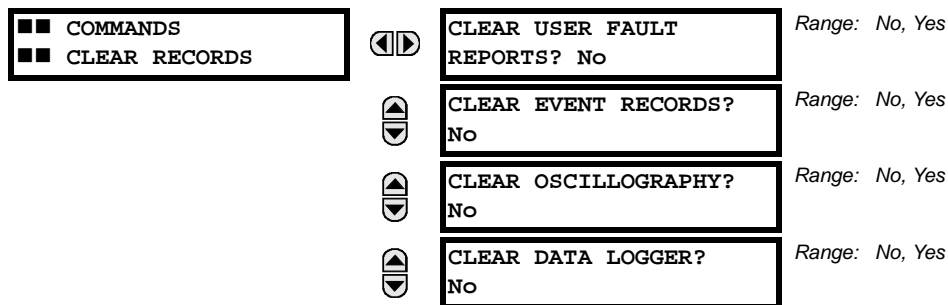 ■■ COMMANDS
■■ CLEAR RECORDS
CLEAR USER FAULT
REPORTS? No
Range: No, Yes
CLEAR EVENT RECORDS?
No
Range: No, Yes
CLEAR OSCILLOGRAPHY?
No
Range: No, Yes
CLEAR DATA LOGGER?
No
Range: No, Yes